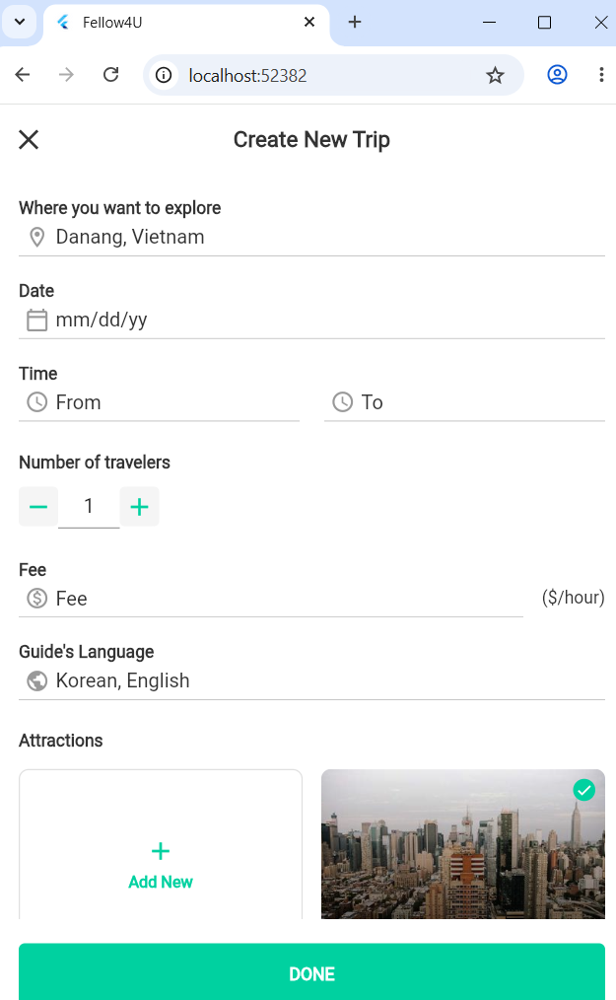 Fellow4U
localhost:52382
Create New Trip
Where you want to explore
Danang, Vietnam
Date
mm/dd/yy
Time
From To
Number of travelers
1
Fee
Fee ($/hour)
Guide's Language
Korean, English
Attractions
Add New
DONE